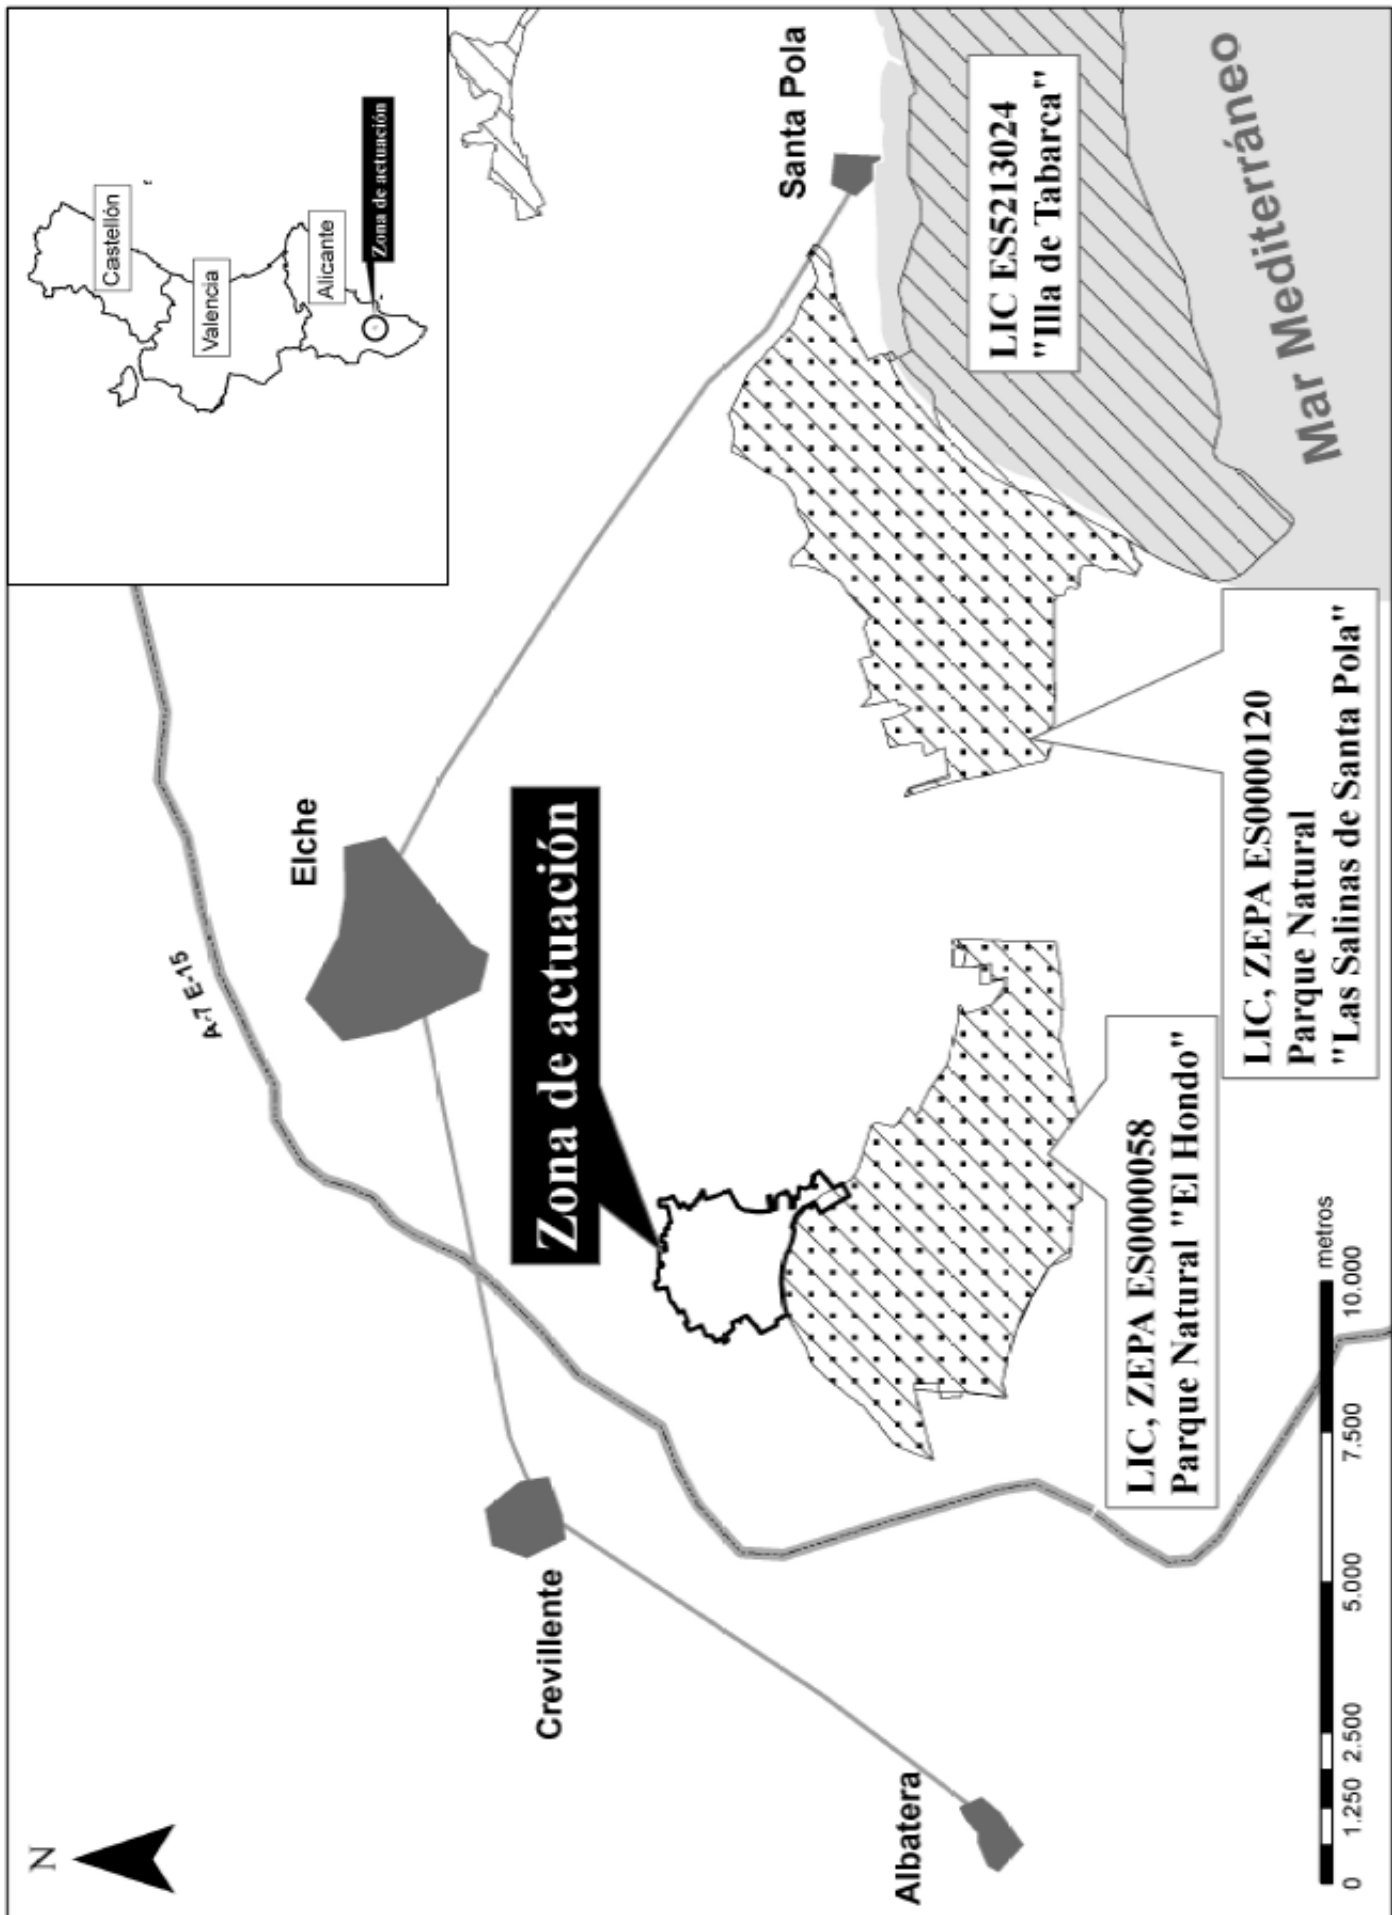 N
Castellón
Valencia
Alicante
Zona de actuación
A-7 E-15
Elche
Santa Pola
Crevillente
Zona de actuación
Albatera
LIC ES5213024
"Illa de Tabarca"
Mar Mediterráneo
LIC, ZEPA ES0000058
Parque Natural "El Hondo"
LIC, ZEPA ES0000120
Parque Natural
"Las Salinas de Santa Pola"
0 1.250 2.500 5.000 7.500 10.000
metros